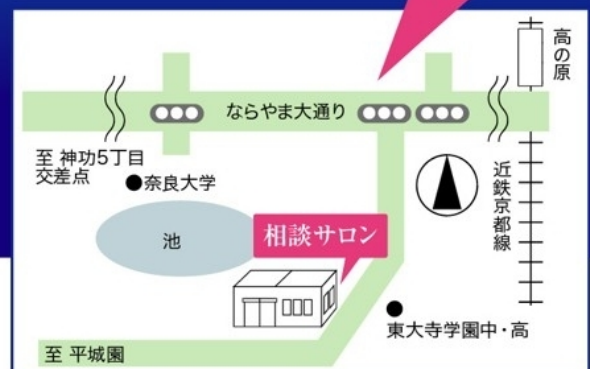 高の原
ならやま大通り
至 神功5丁目
交差点
奈良大学
近鉄京都線
池
相談サロン
東大寺学園中・高
至 平城園